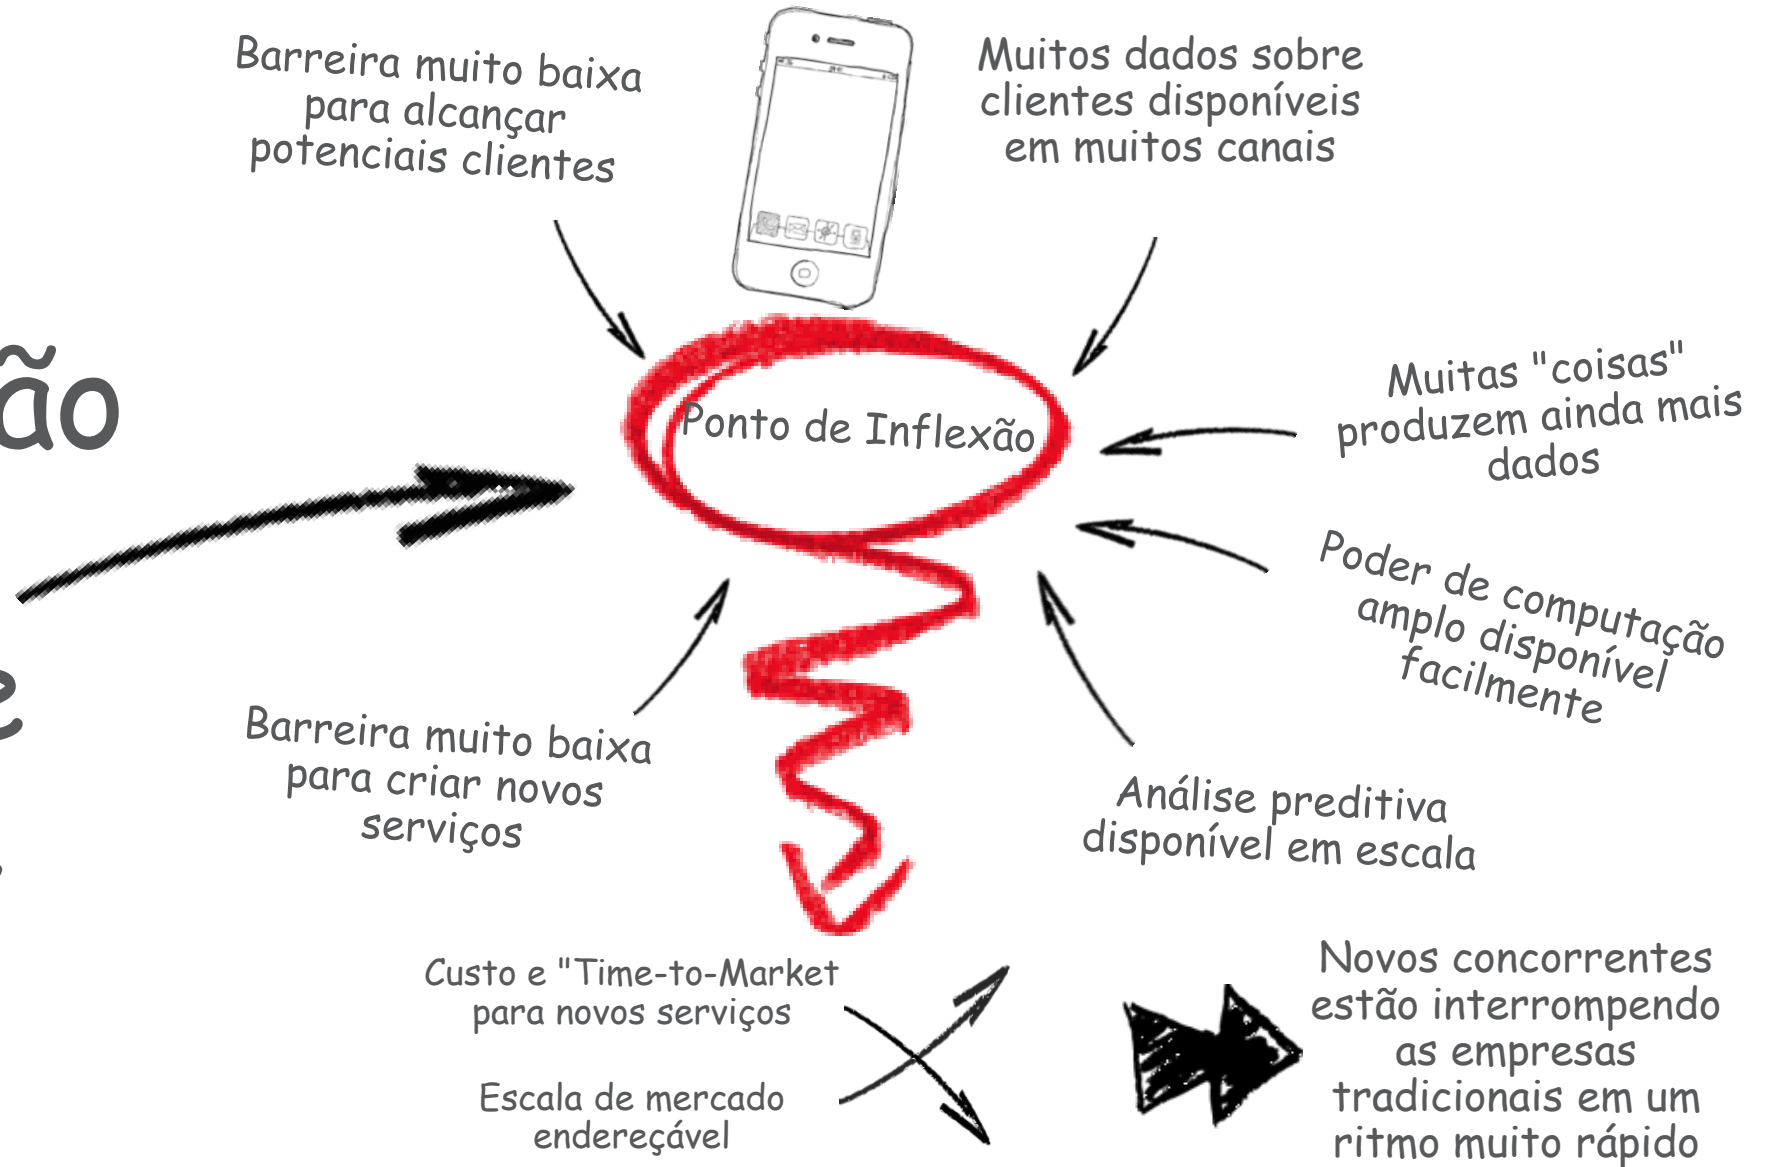 Barreira muito baixa
para alcançar
potenciais clientes
Muitos dados sobre
clientes disponíveis
em muitos canais
ão
Ponto de Inflexão
Muitas "coisas"
produzem ainda mais
dados
Poder de computação
amplo disponível
facilmente
e
Barreira muito baixa
para criar novos
serviços
Análise preditiva
disponível em escala
Custo e "Time-to-Market
para novos serviços
Escala de mercado
endereçável
Novos concorrentes
estão interrompendo
as empresas
tradicionais em um
ritmo muito rápido